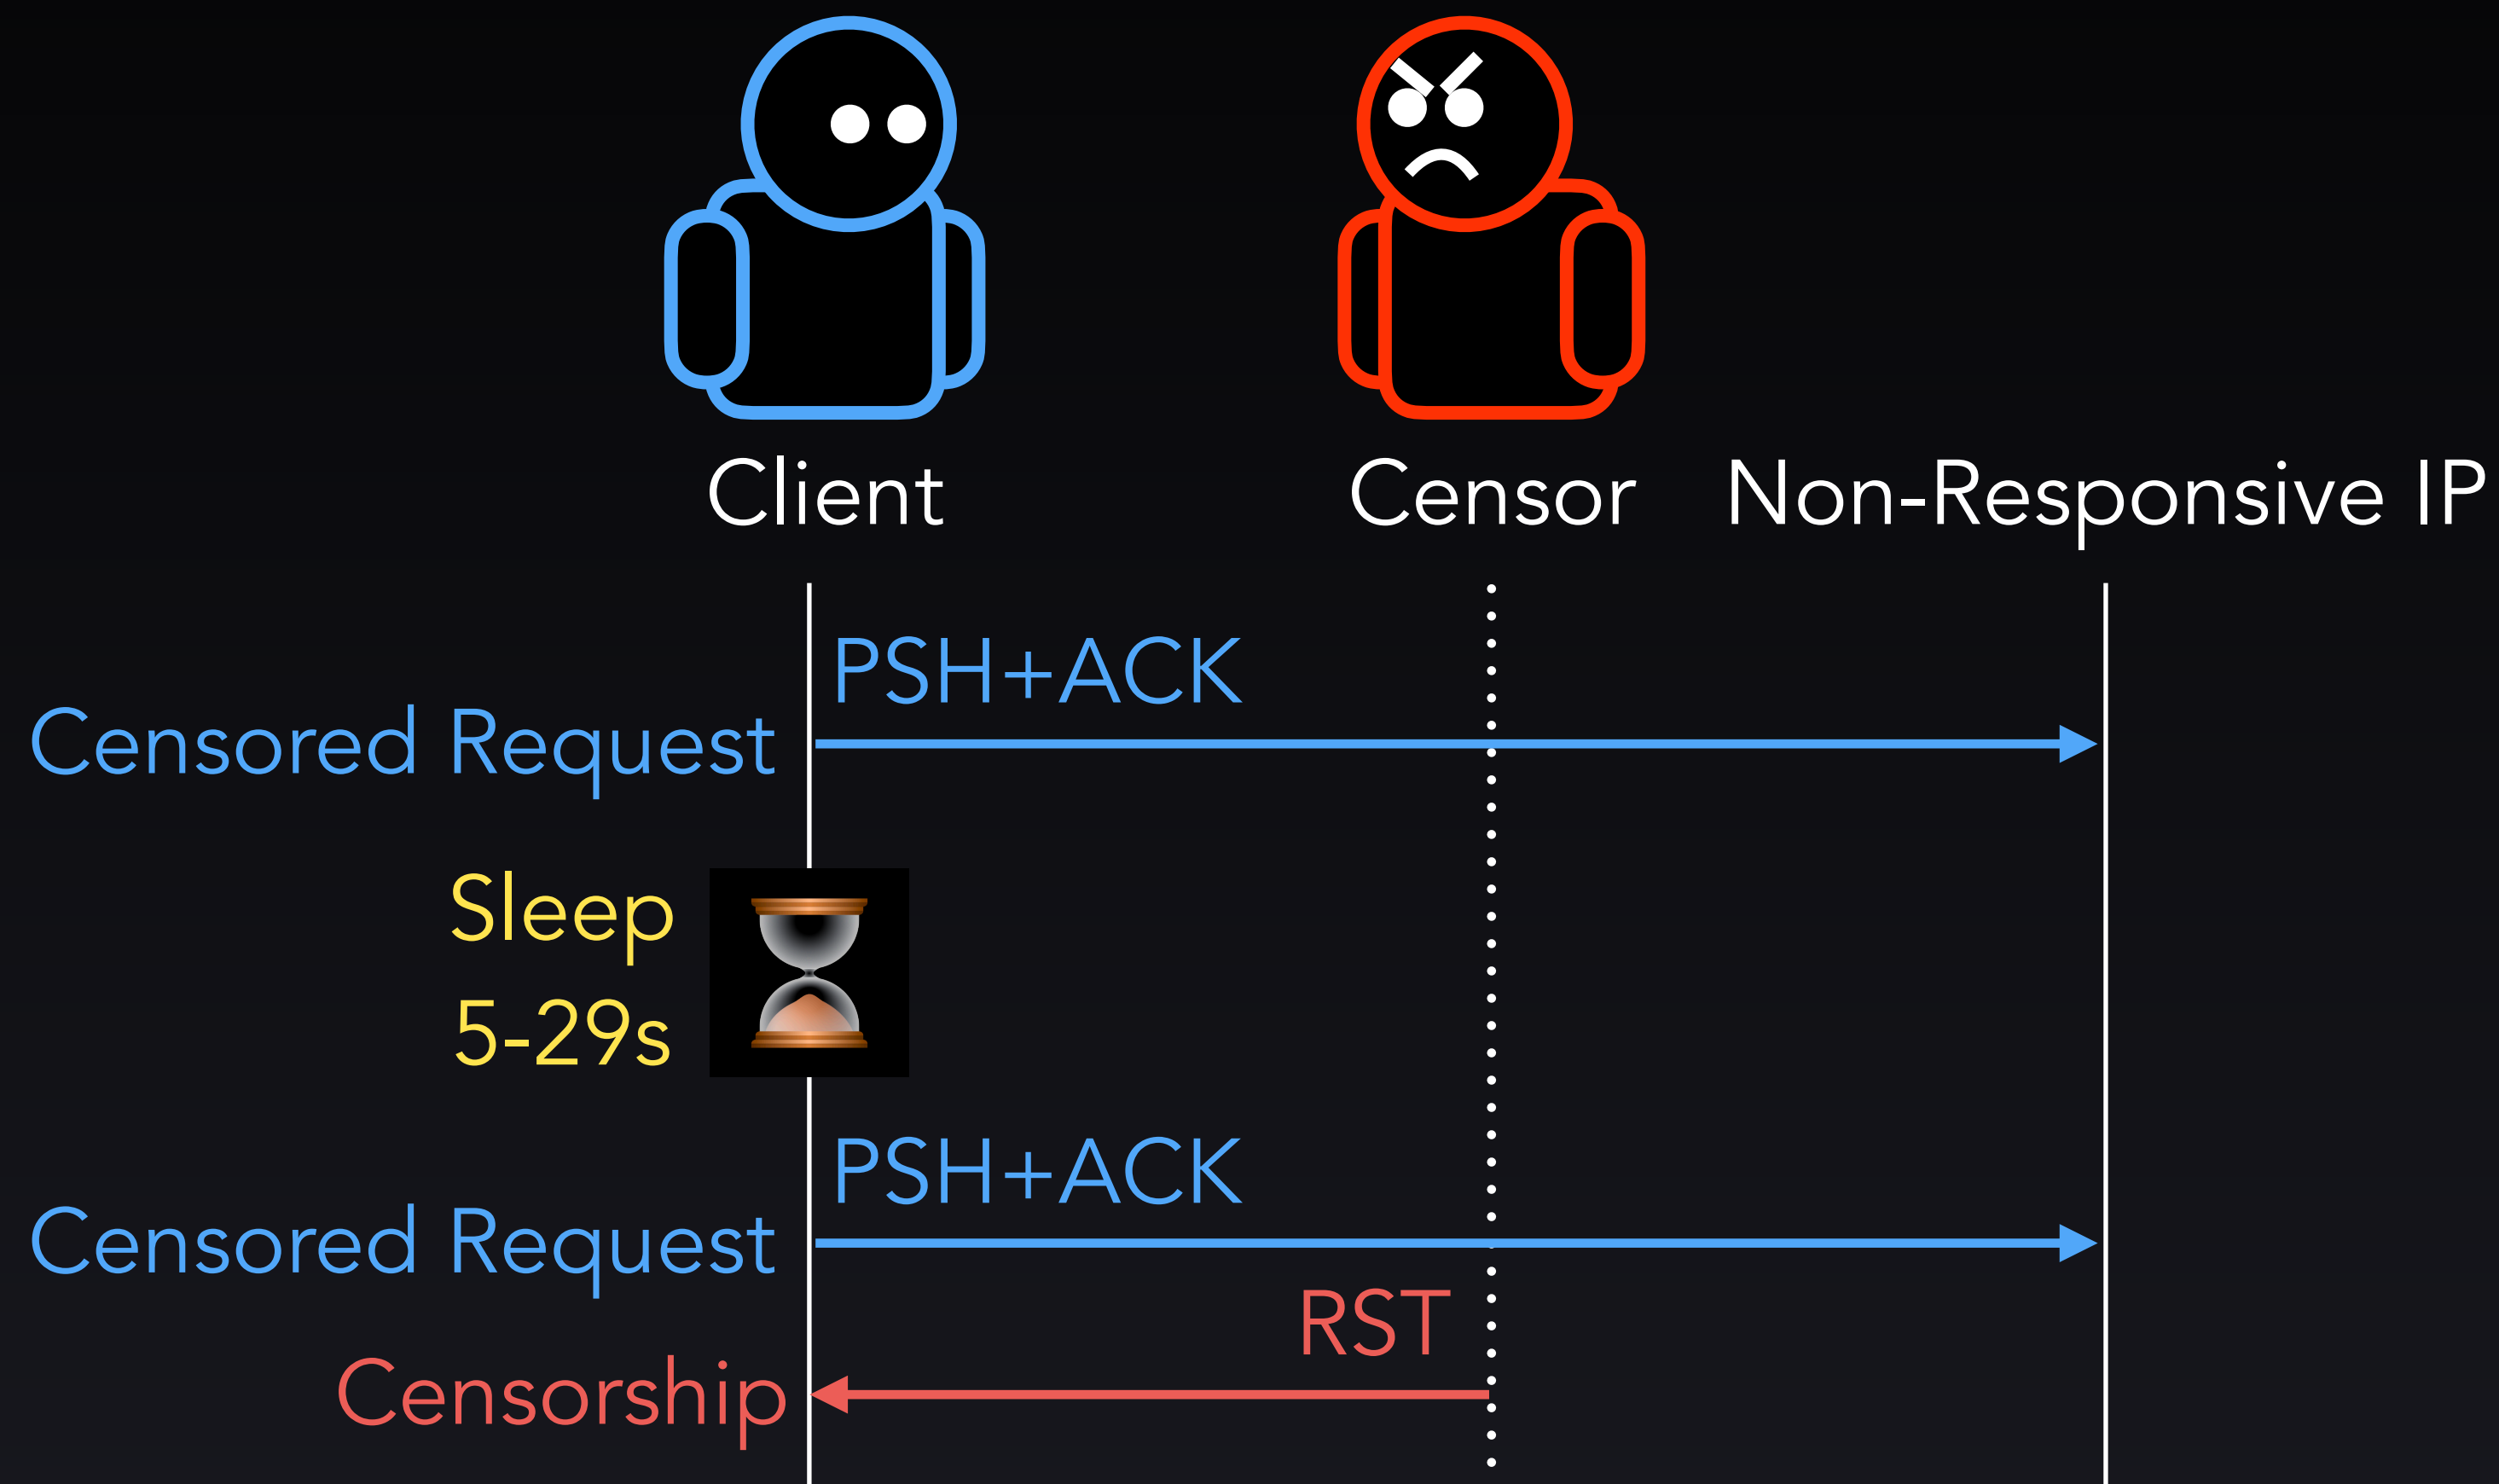 Client
Censor
Non-Responsive IP
PSH+ACK
Censored Request
Sleep
5-29s
PSH+ACK
Censored Request
RST
Censorship